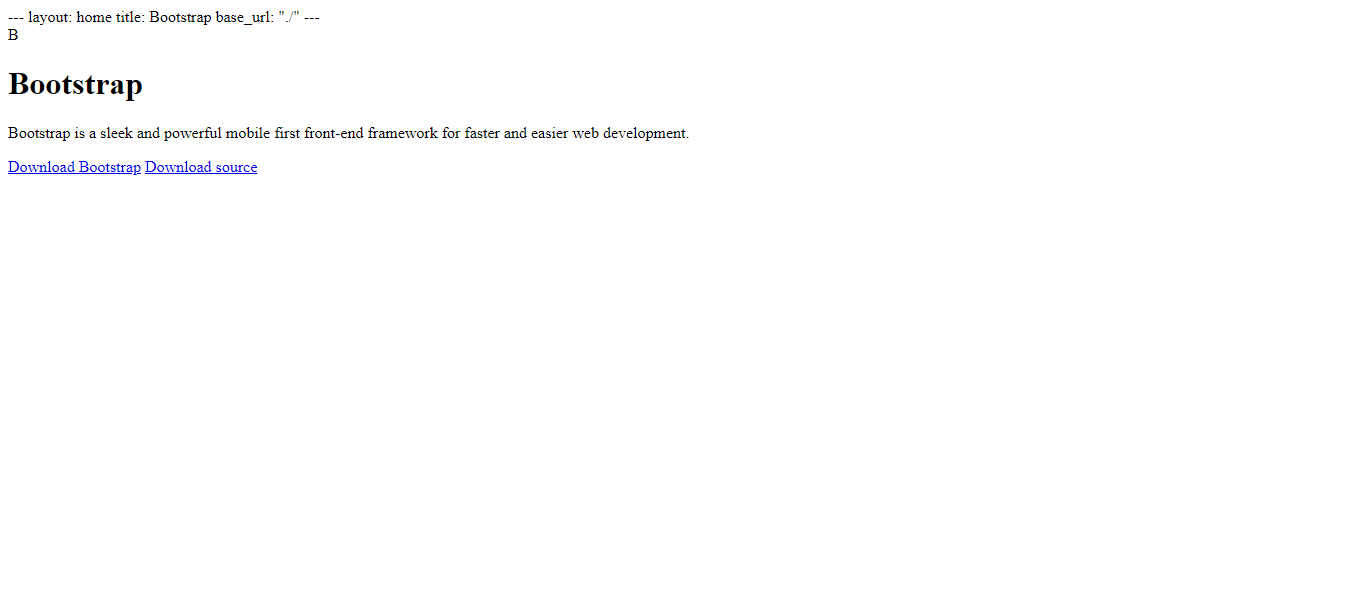 --- layout: home title: Bootstrap base_url: "./" ---
B
Bootstrap
Bootstrap is a sleek and powerful mobile first front-end framework for faster and easier web development.
Download Bootstrap Download source